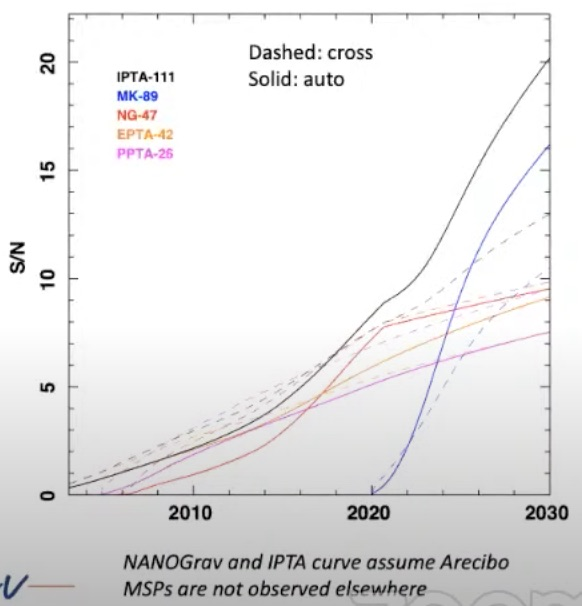 Dashed: cross
Solid: auto
IPTA-111
MK-89
NG-47
EPTA-42
PPTA-26
S/N
20
15
10
5
0
2010 2020 2030
NANOGrav and IPTA curve assume Arecibo
MSPs are not observed elsewhere